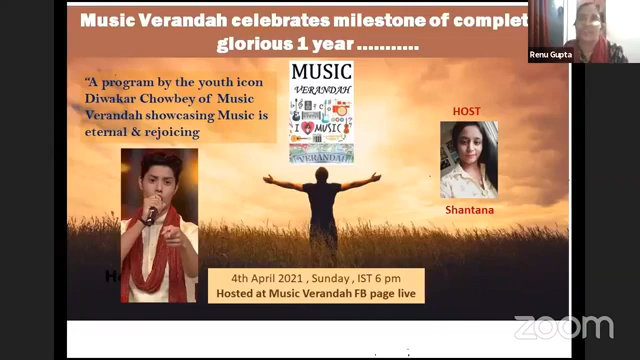 Music Verandah celebrates milestone of complet
glorious 1 year ...........
Renu Gupta
“A program by the youth icon
Diwakar Chowbey of Music
Verandah showcasing Music is
eternal & rejoicing
MUSIC
VERANDAH
I MUSIC
VERANDAH
HOST
Shantana
4th April 2021 , Sunday , IST 6 pm
Hosted at Music Verandah FB page live
zoom